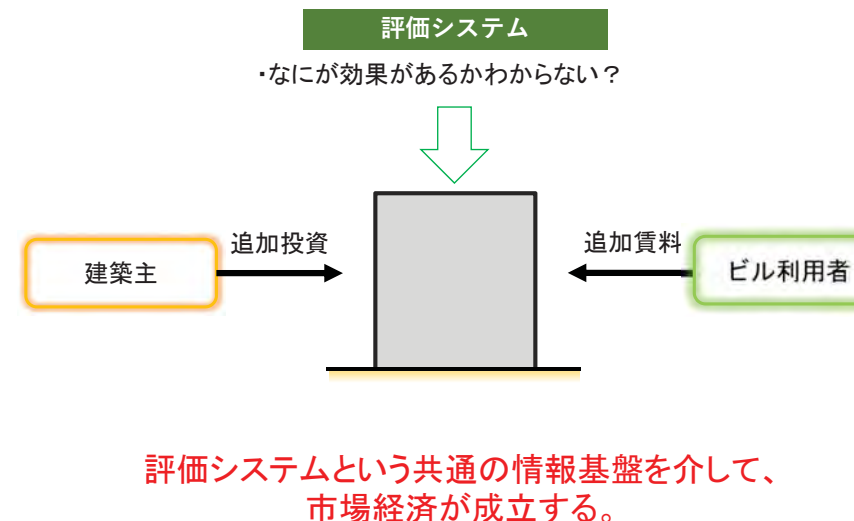 評価システム
・なにが効果があるかわからない？
追加投資
追加賃料
建築主
ビル利用者
評価システムという共通の情報基盤を介して、
市場経済が成立する。